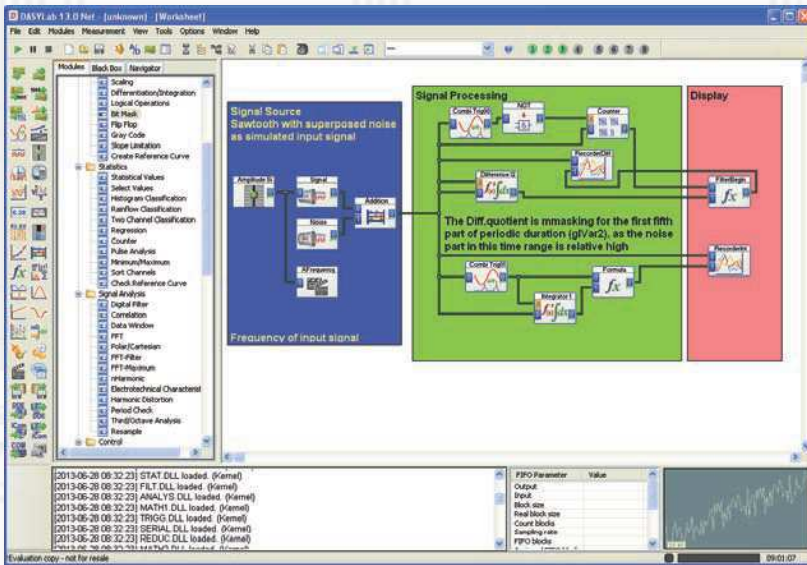 DASYLab 13.0 Net - [unknown] - [Worksheet]
File Edit Modules Measurement View Tools Options Window Help
Modules Black Box Navigator
Scaling
Differentiation/Integration
Logical Operations
Bit Mask
Flip Flop
Gray Code
Slope Limitation
Create Reference Curve
Statistics
Statistical Values
Select Values
Histogram Classification
Rainflow Classification
Two Channel Classification
Regression
Counter
Pulse Analysis
Minimum/Maximum
Sort Channels
Check Reference Curve
Signal Analysis
Digital Filter
Correlation
Data Window
FFT
Polar/Cartesian
FFT-Filter
FFT-Maximum
nHarmonic
Electrotechnical Characterist
Harmonic Distortion
Period Check
Third/Octave Analysis
Resample
Control
Signal Source
Sawtooth with superposed noise
as simulated input signal
Amplitude
Signal
Noise
Addition
AFrequency
Frequency of input signal
Signal Processing
Combi Trig
NOT
Counter
Difference Q
The Diff.quotient is mmasking for the first fifth
part of periodic duration (glVar2), as the noise
part in this time range is relative high
Combi Trig
Integrator
Formula
Display
[2013-06-28 08:32:23] STAT.DLL loaded. (Kernel)
[2013-06-28 08:32:23] FILT.DLL loaded. (Kernel)
[2013-06-28 08:32:23] ANALYS.DLL loaded. (Kernel)
[2013-06-28 08:32:23] MATH1.DLL loaded. (Kernel)
[2013-06-28 08:32:23] TRIGG.DLL loaded. (Kernel)
[2013-06-28 08:32:23] SERIAL.DLL loaded. (Kernel)
[2013-06-28 08:32:23] REDUC.DLL loaded. (Kernel)
FIFO Parameter Value
Output
Input
Block size
Real block size
Count blocks
Sampling rate
FIFO blocks
Evaluation copy - not for resale
09:01:07